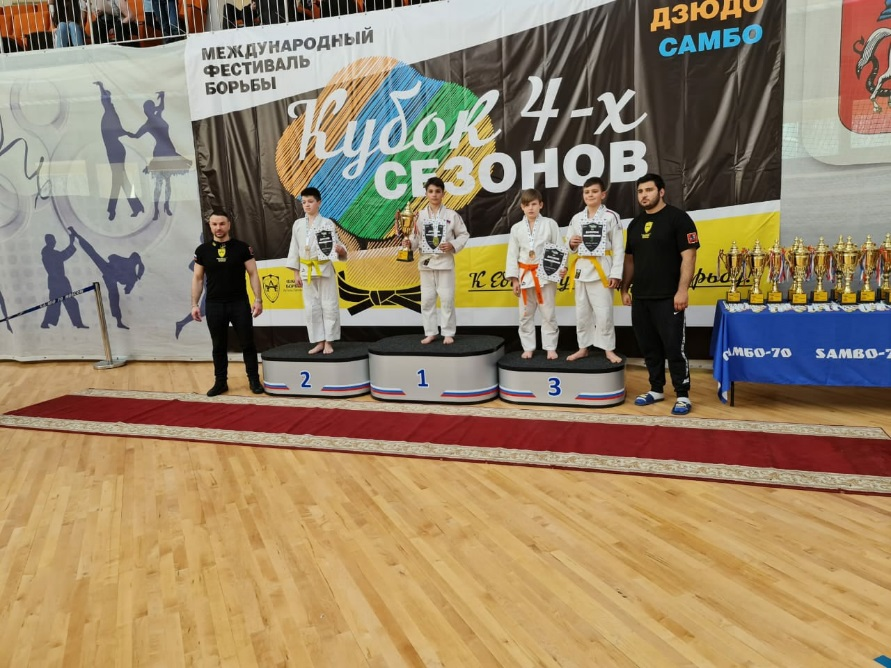 МЕЖДУНАРОДНЫЙ
ФЕСТИВАЛЬ
БОРЬБЫ
ДЗЮДО
САМБО
Кубок 4-х
СЕЗОНОВ
2
1
3
САМБО-70
SAMBO-7